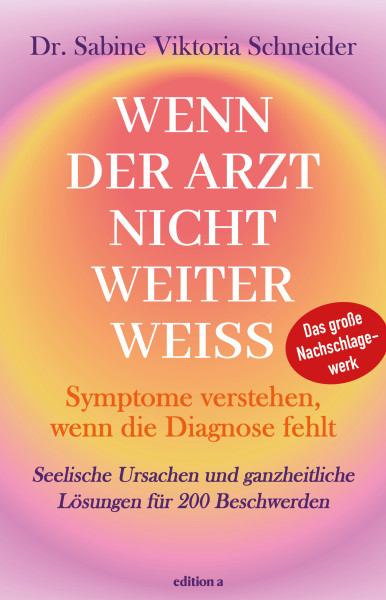 Dr. Sabine Viktoria Schneider
WENN
DER ARZT
NICHT
WEITER
WEISS
Das große
Nachschlage-
werk
Symptome verstehen,
wenn die Diagnose fehlt
Seelische Ursachen und ganzheitliche
Lösungen für 200 Beschwerden
edition a